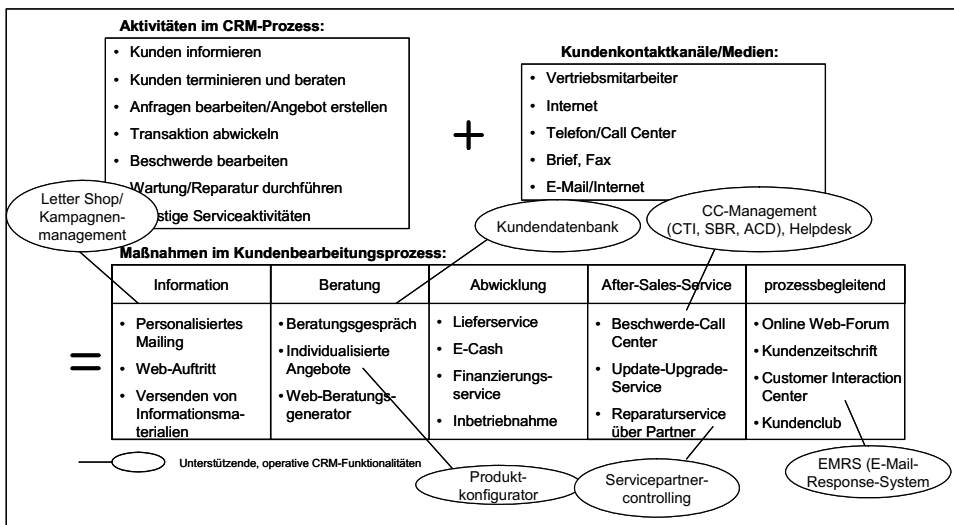 Aktivitäten im CRM-Prozess:
• Kunden informieren
• Kunden terminieren und beraten
• Anfragen bearbeiten/Angebot erstellen
• Transaktion abwickeln
• Beschwerde bearbeiten
Wartung/Reparatur durchführen
stige Serviceaktivitäten
+
Kundenkontaktkanäle/Medien:
• Vertriebsmitarbeiter
• Internet
• Telefon/Call Center
• Brief, Fax
• E-Mail/Internet
Letter Shop/
Kampagnen-
management
Kundendatenbank
CC-Management
(CTI, SBR, ACD), Helpdesk
Maßnahmen im Kundenbearbeitungsprozess:
=
Information
• Personalisiertes
Mailing
• Web-Auftritt
• Versenden von
Informationsma-
terialien
Beratung
• Beratungsgespräch
• Individualisierte
Angebote
• Web-Beratungs-
generator
Abwicklung
• Lieferservice
• E-Cash
• Finanzierungs-
service
• Inbetriebnahme
After-Sales-Service
• Beschwerde-Call
Center
• Update-Upgrade-
Service
• Reparaturservice
über Partner
prozessbegleitend
• Online Web-Forum
• Kundenzeitschrift
• Customer Interaction
Center
• Kundenclub
Unterstützende, operative CRM-Funktionalitäten
Produkt-
konfigurator
Servicepartner-
controlling
EMRS (E-Mail-
Response-System